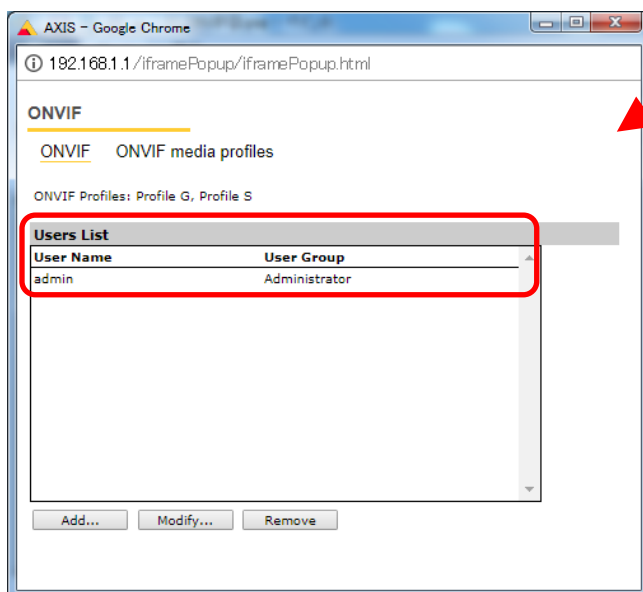 AXIS - Google Chrome
192.168.1.1/iframePopup/iframePopup.html
ONVIF
ONVIF ONVIF media profiles
ONVIF Profiles: Profile G, Profile S
Users List
User Name User Group
admin Administrator
Add... Modify... Remove